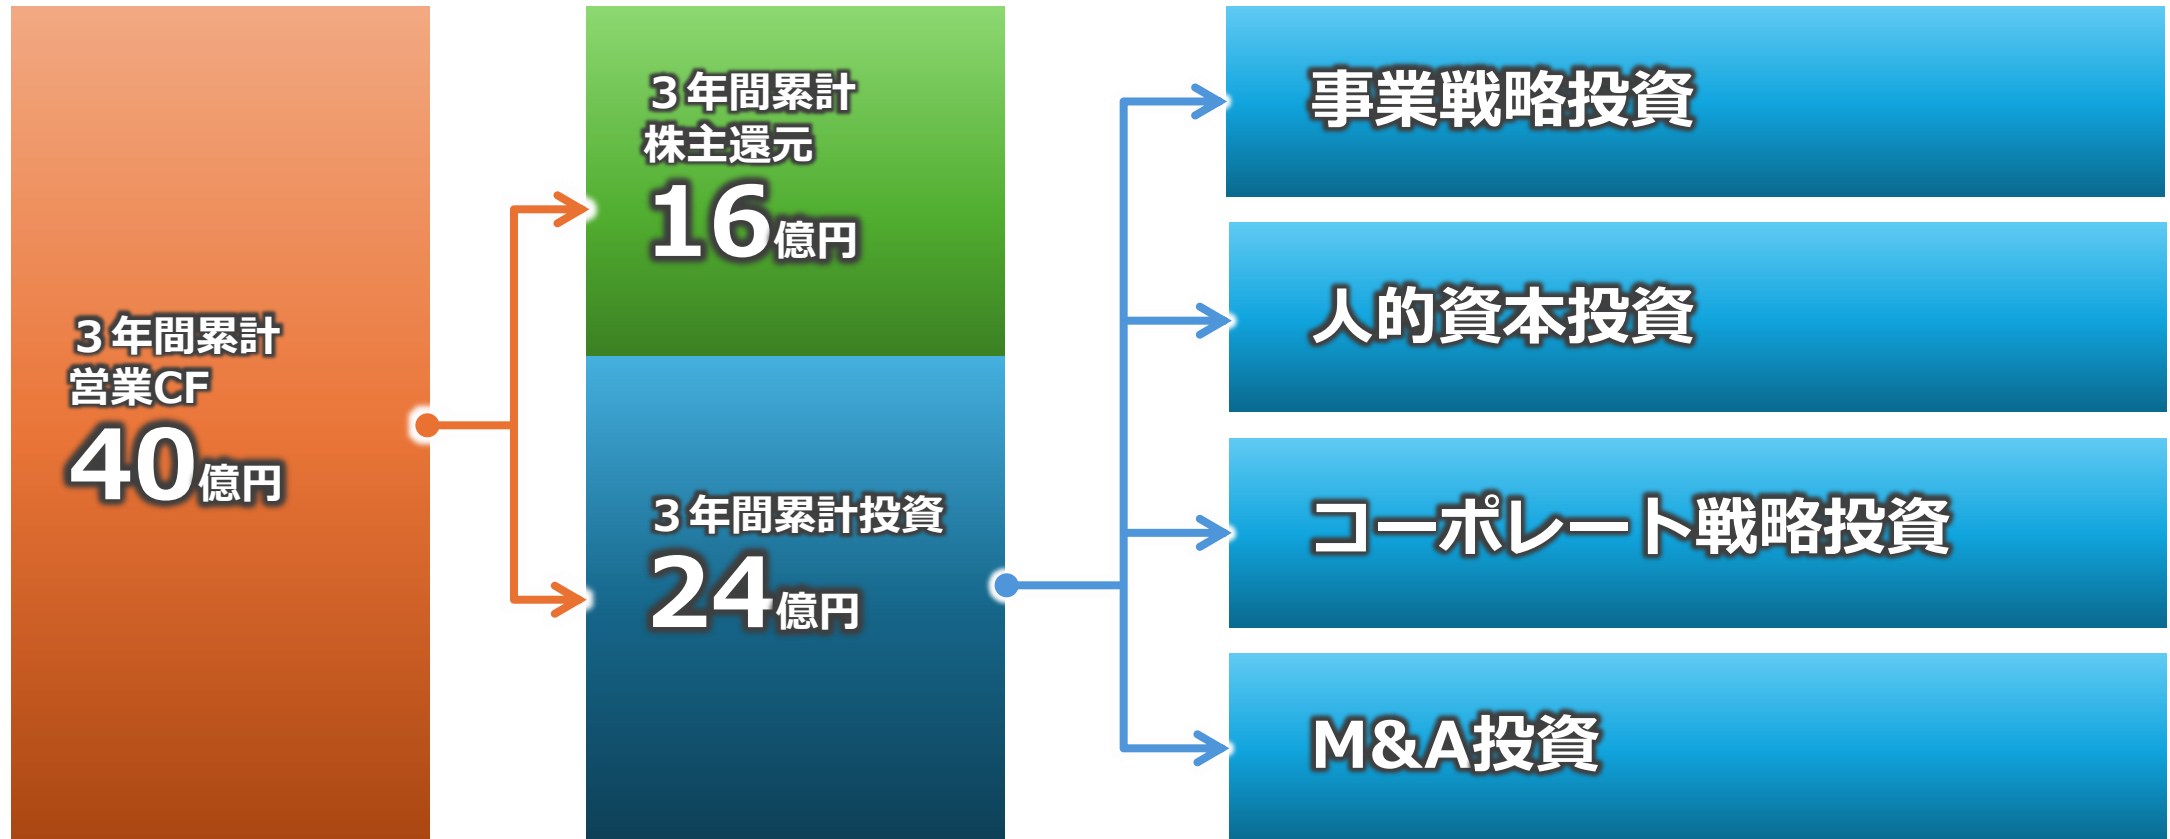 ３年間累計
営業CF
40億円
３年間累計
株主還元
16億円
３年間累計投資
24億円
事業戦略投資
人的資本投資
コーポレート戦略投資
M&A投資